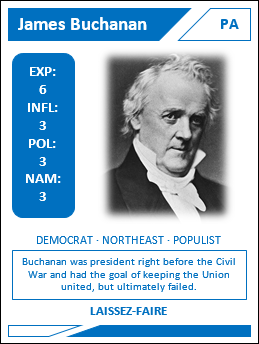 James Buchanan
PA
EXP:
6
INFL:
3
POL:
3
NAM:
3
DEMOCRAT · NORTHEAST · POPULIST
Buchanan was president right before the Civil
War and had the goal of keeping the Union
united, but ultimately failed.
LAISSEZ-FAIRE